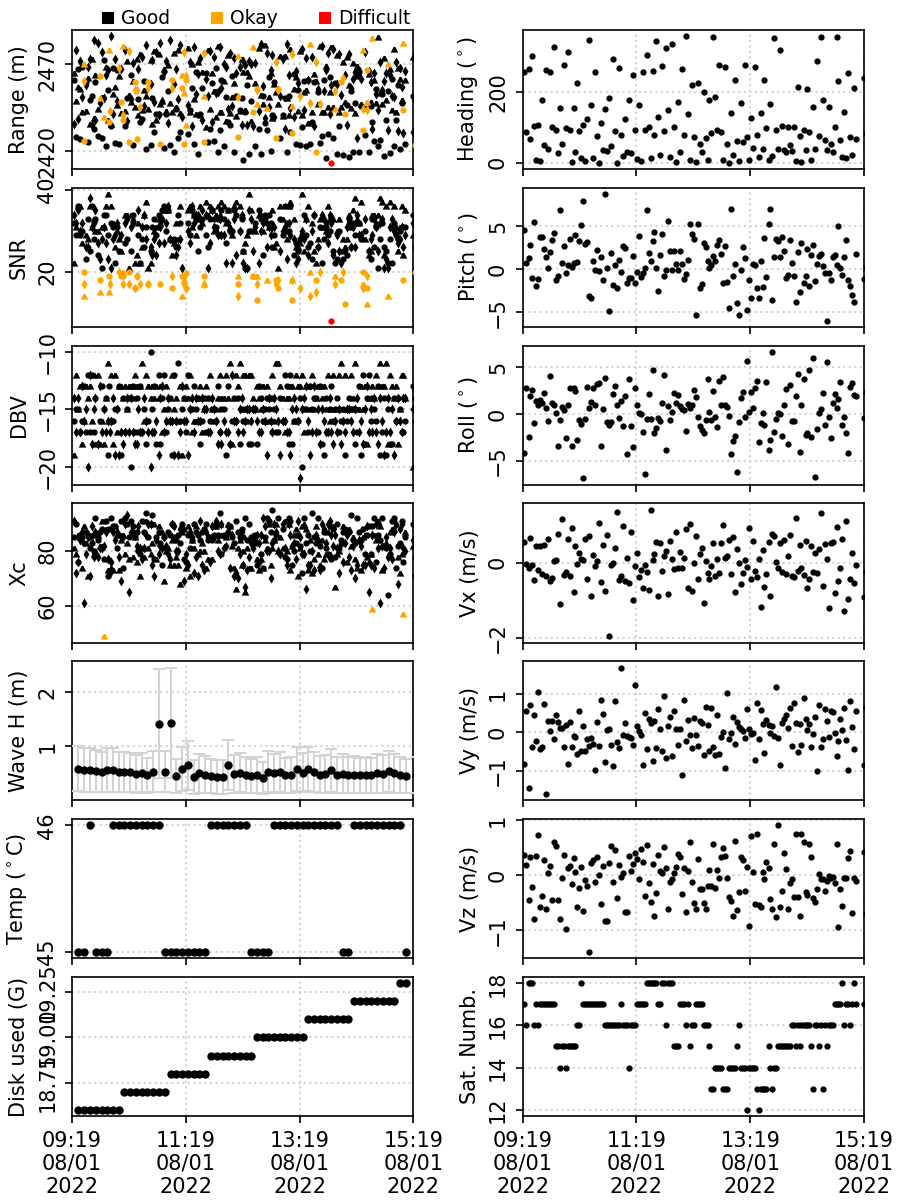 Good Okay Difficult
Range (m)
2470
2420
Heading (°)
200
0
SNR
40
20
Pitch (°)
5
0
−5
DBV
−10
−15
−20
Roll (°)
5
0
−5
Xc
80
60
Vx (m/s)
0
−2
Wave H (m)
2
1
Vy (m/s)
1
0
−1
Temp (°C)
46
45
Vz (m/s)
1
0
−1
Disk used (G)
19.25
19.00
18.75
Sat. Numb.
18
16
14
12
09:19 11:19 13:19 15:19 09:19 11:19 13:19 15:19
08/01 08/01 08/01 08/01 08/01 08/01 08/01 08/01
2022 2022 2022 2022 2022 2022 2022 2022